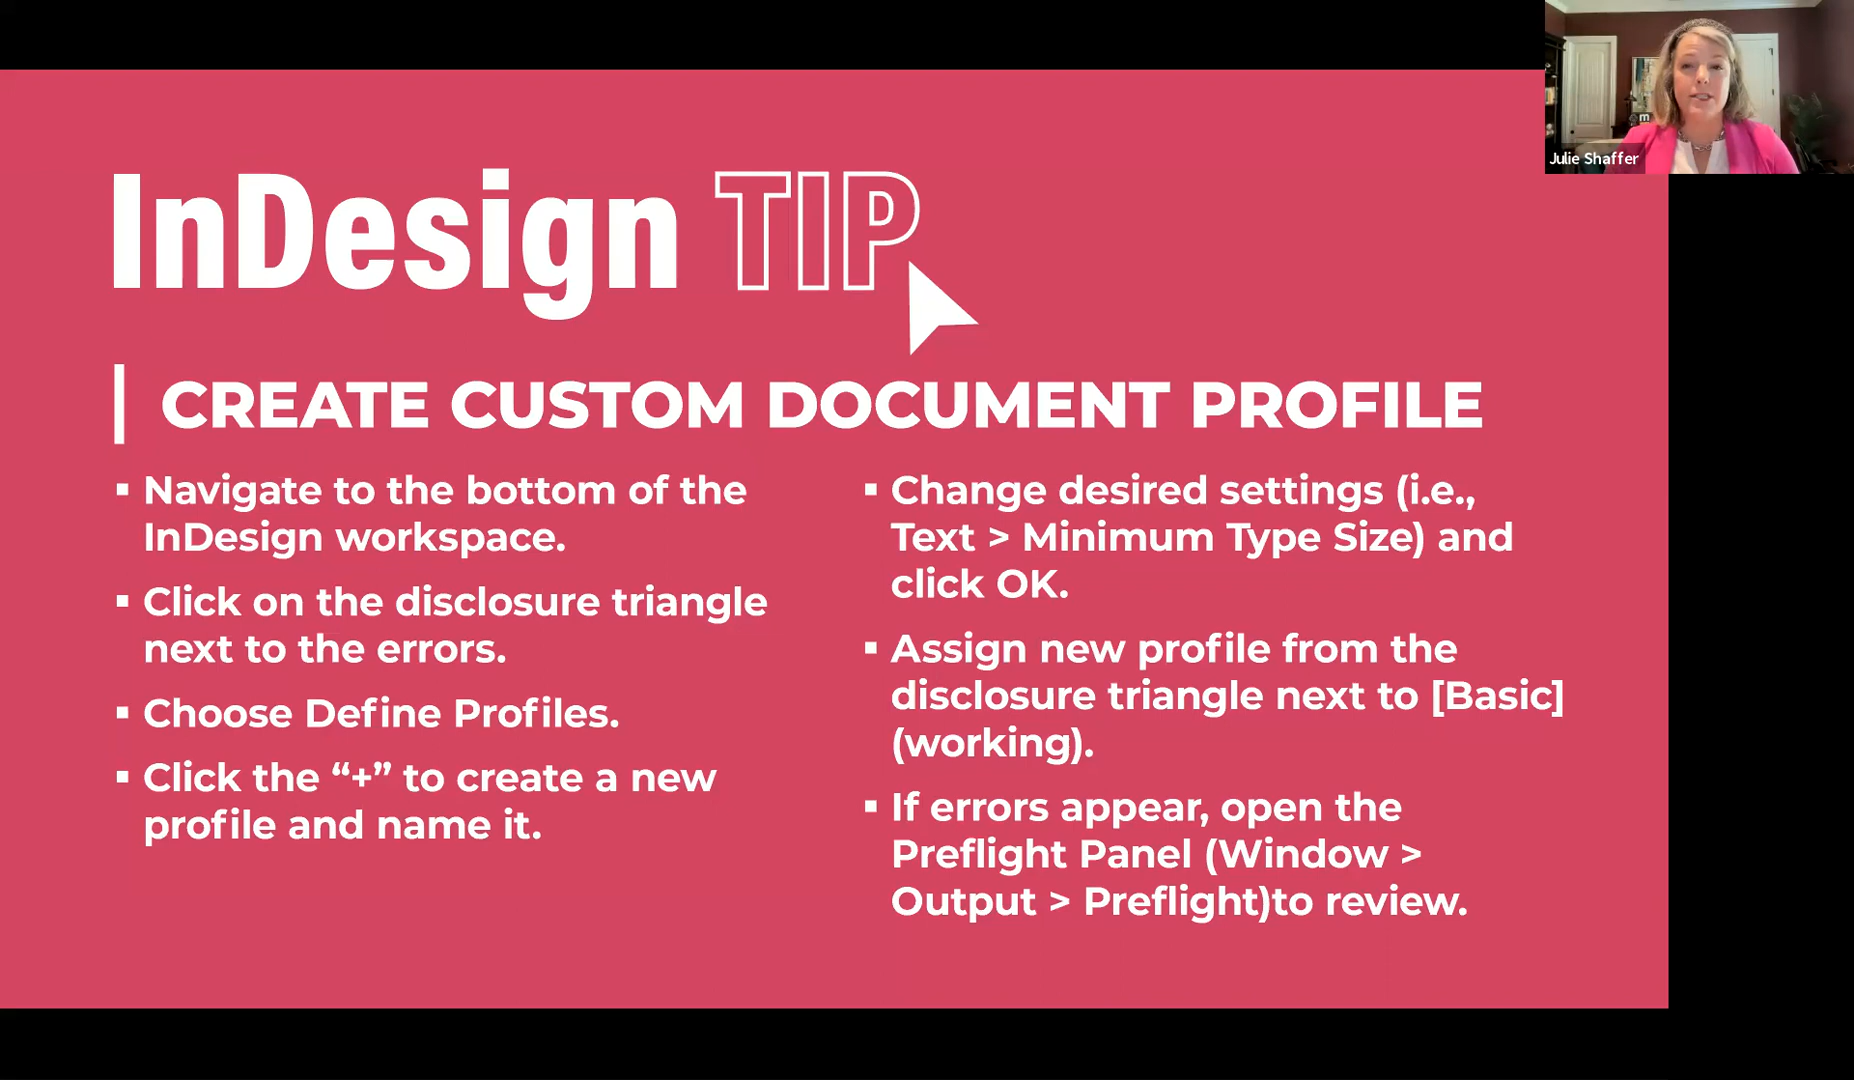 InDesign TIP
CREATE CUSTOM DOCUMENT PROFILE
▪ Navigate to the bottom of the
InDesign workspace.
▪ Click on the disclosure triangle
next to the errors.
▪ Choose Define Profiles.
▪ Click the “+” to create a new
profile and name it.
▪ Change desired settings (i.e.,
Text > Minimum Type Size) and
click OK.
▪ Assign new profile from the
disclosure triangle next to [Basic]
(working).
▪ If errors appear, open the
Preflight Panel (Window >
Output > Preflight)to review.
Julie Shaffer